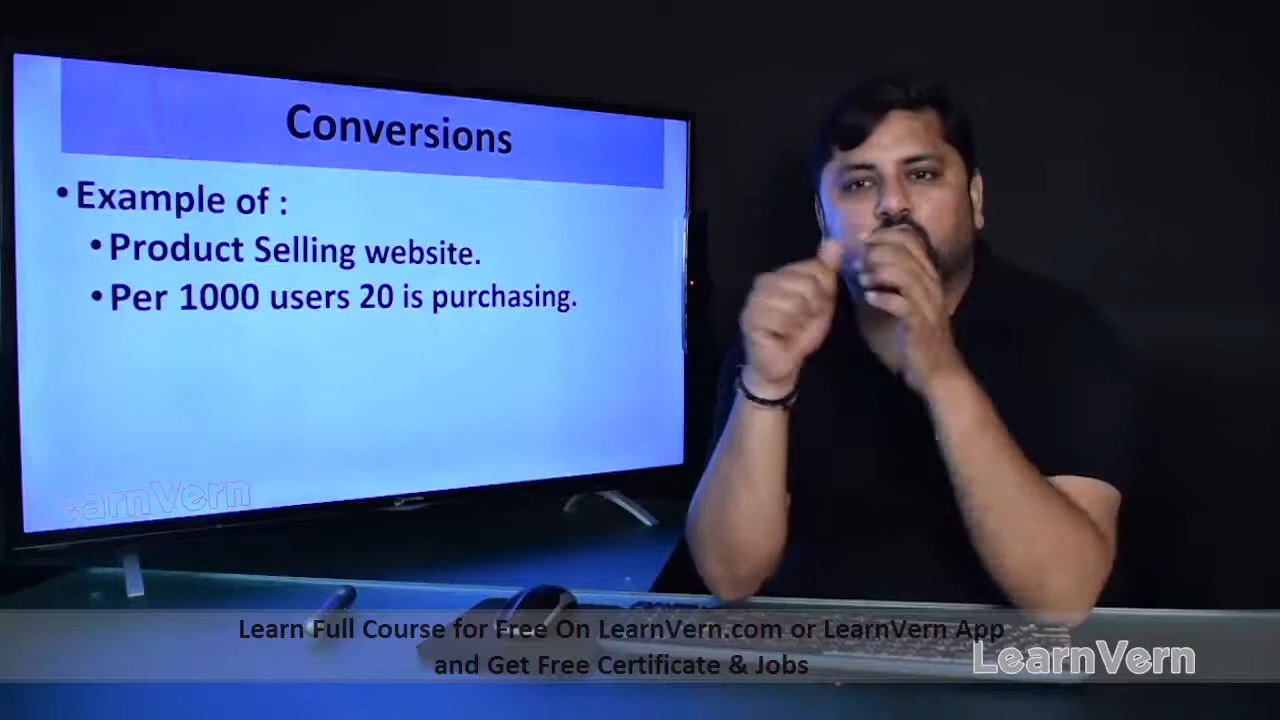 Conversions
• Example of :
• Product Selling website.
• Per 1000 users 20 is purchasing.
earnVern
Learn Full Course for Free On LearnVern.com or LearnVern App
and Get Free Certificate & Jobs
LearnVern